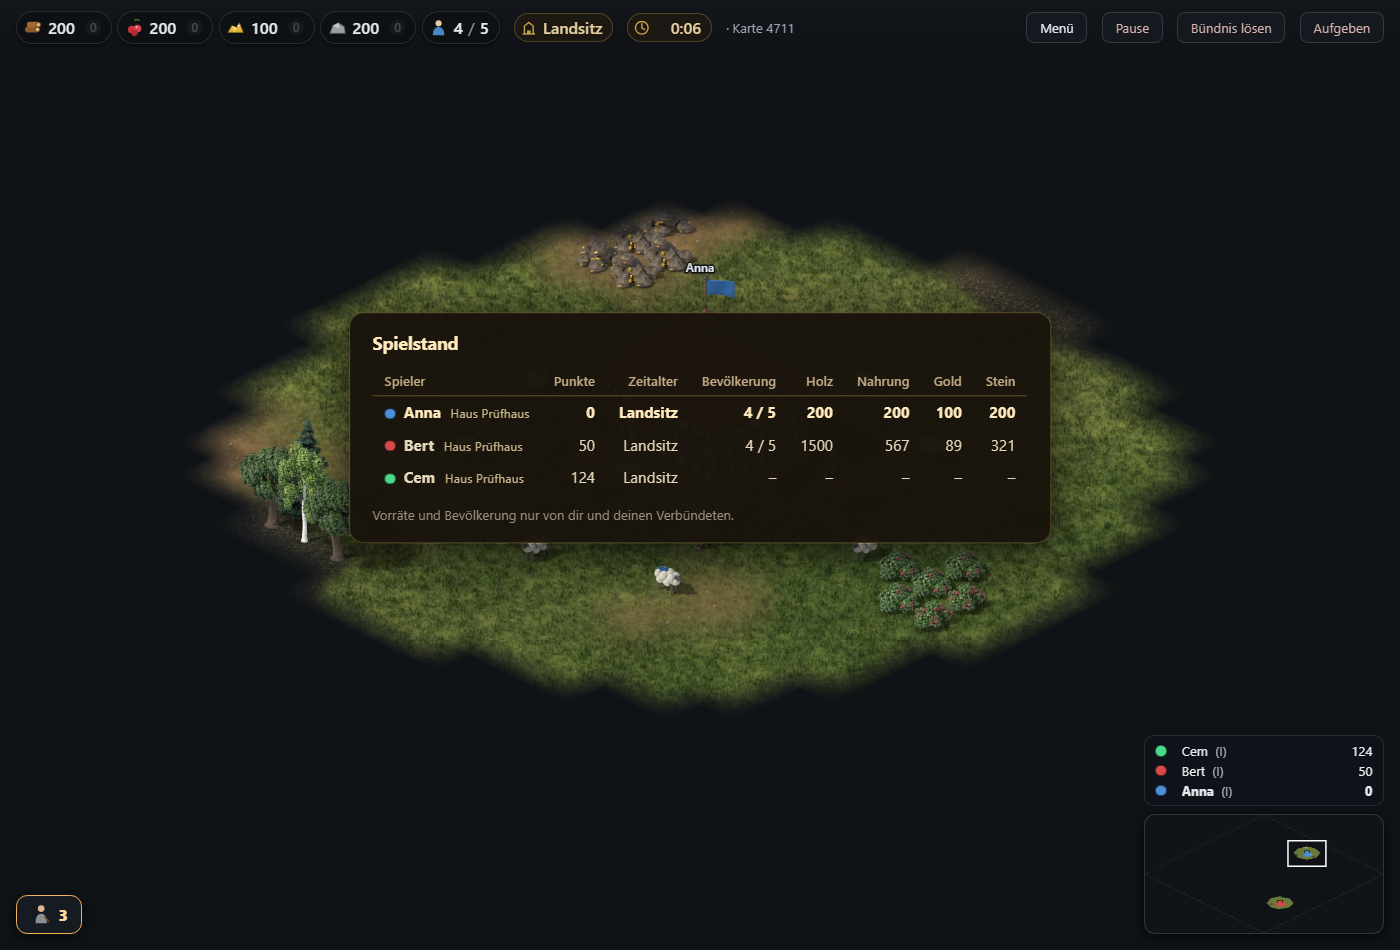 200 0 200 0 100 0 200 0 4 / 5 Landsitz 0:06 · Karte 4711 Menü Pause Bündnis lösen Aufgeben
Anna
Spielstand
Spieler Punkte Zeitalter Bevölkerung Holz Nahrung Gold Stein
Anna Haus Prüfhaus 0 Landsitz 4 / 5 200 200 100 200
Bert Haus Prüfhaus 50 Landsitz 4 / 5 1500 567 89 321
Cem Haus Prüfhaus 124 Landsitz – – – – –
Vorräte und Bevölkerung nur von dir und deinen Verbündeten.
Cem (I) 124
Bert (I) 50
Anna (I) 0
3